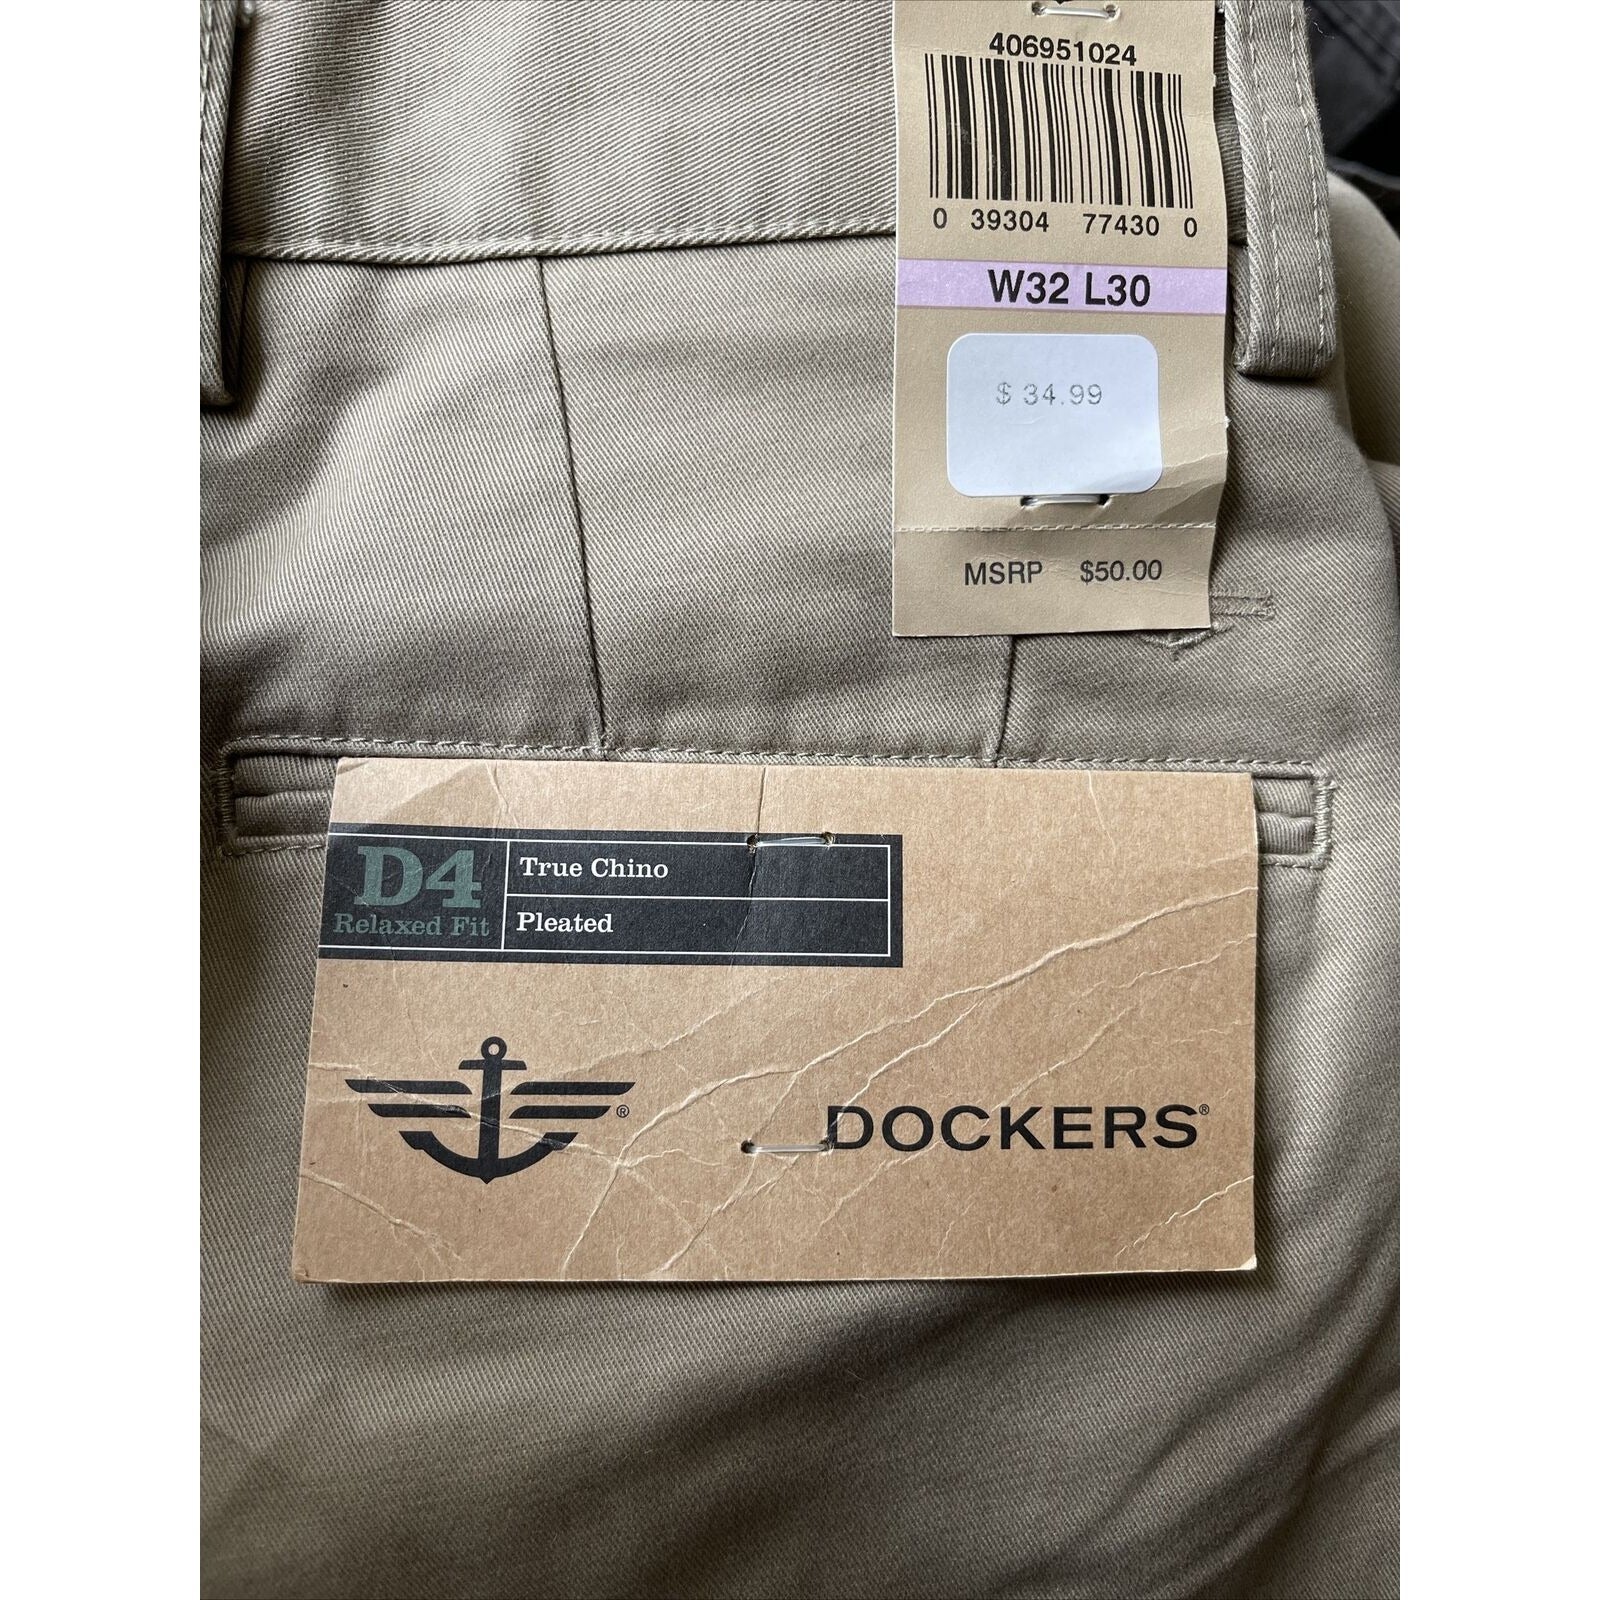 406951024
0 39304 77430 0
W32 L30
$ 34.99
MSRP $50.00
D4 True Chino
Relaxed Fit Pleated
®
DOCKERS®